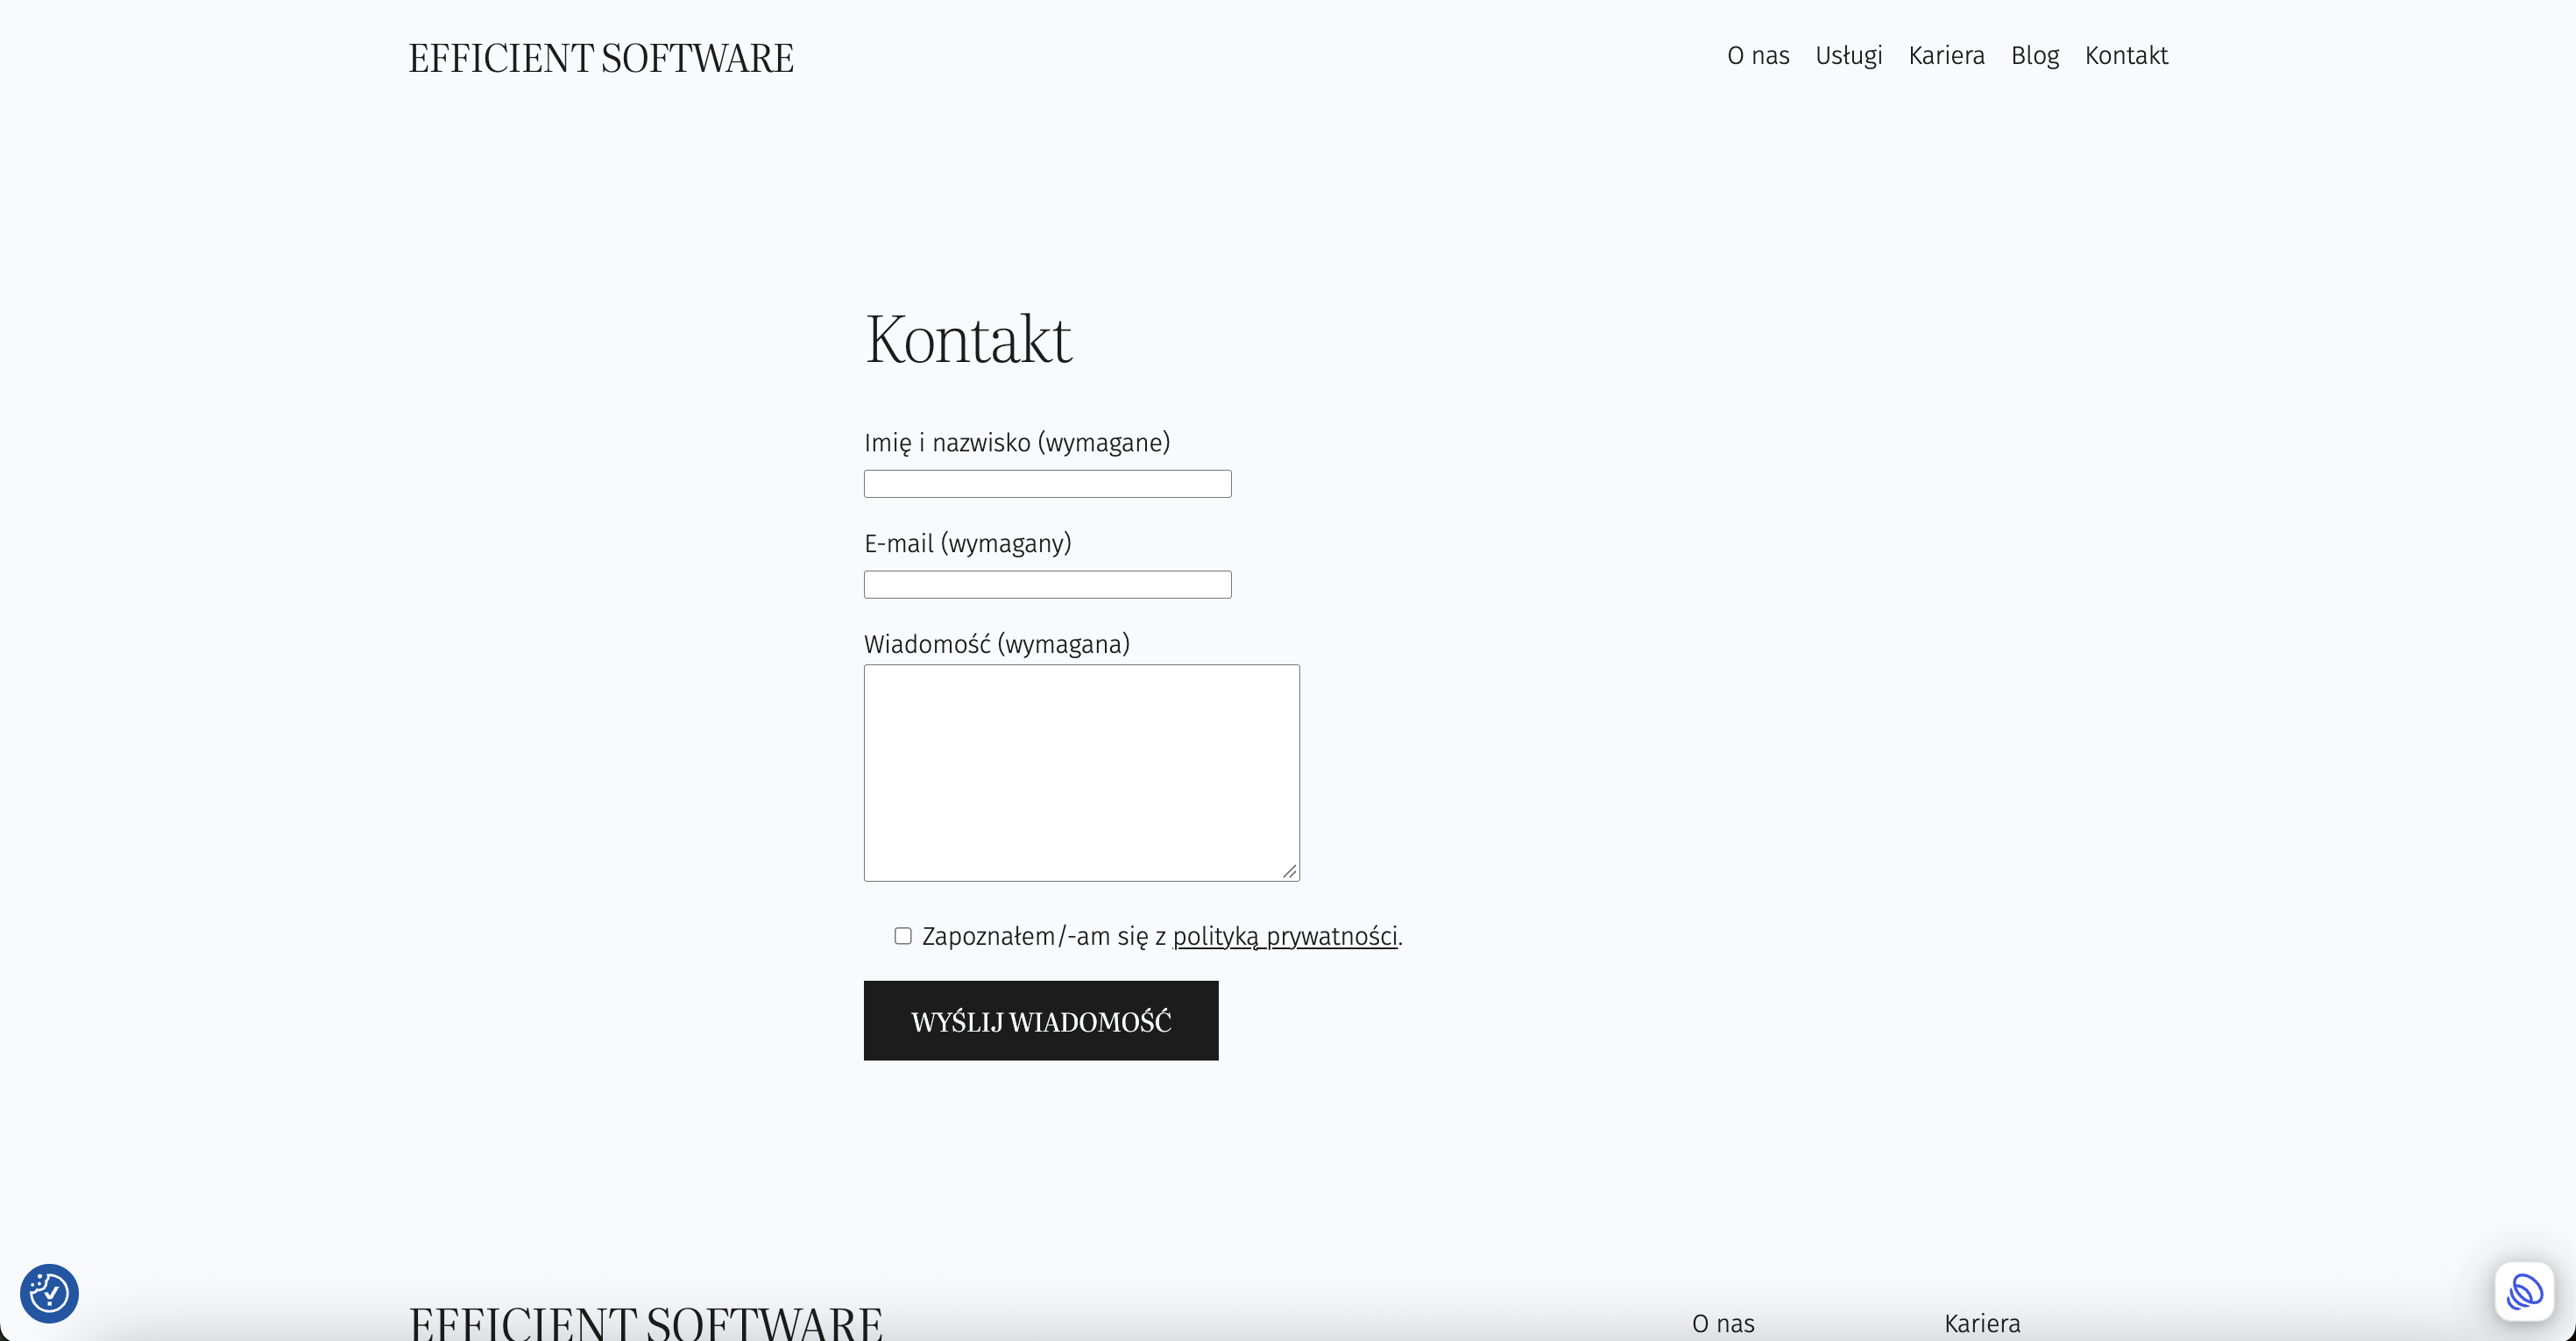 EFFICIENT SOFTWARE
O nas Usługi Kariera Blog Kontakt
Kontakt
Imię i nazwisko (wymagane)
E-mail (wymagany)
Wiadomość (wymagana)
Zapoznałem/-am się z polityką prywatności.
WYŚLIJ WIADOMOŚĆ
EFFICIENT SOFTWARE
O nas Kariera